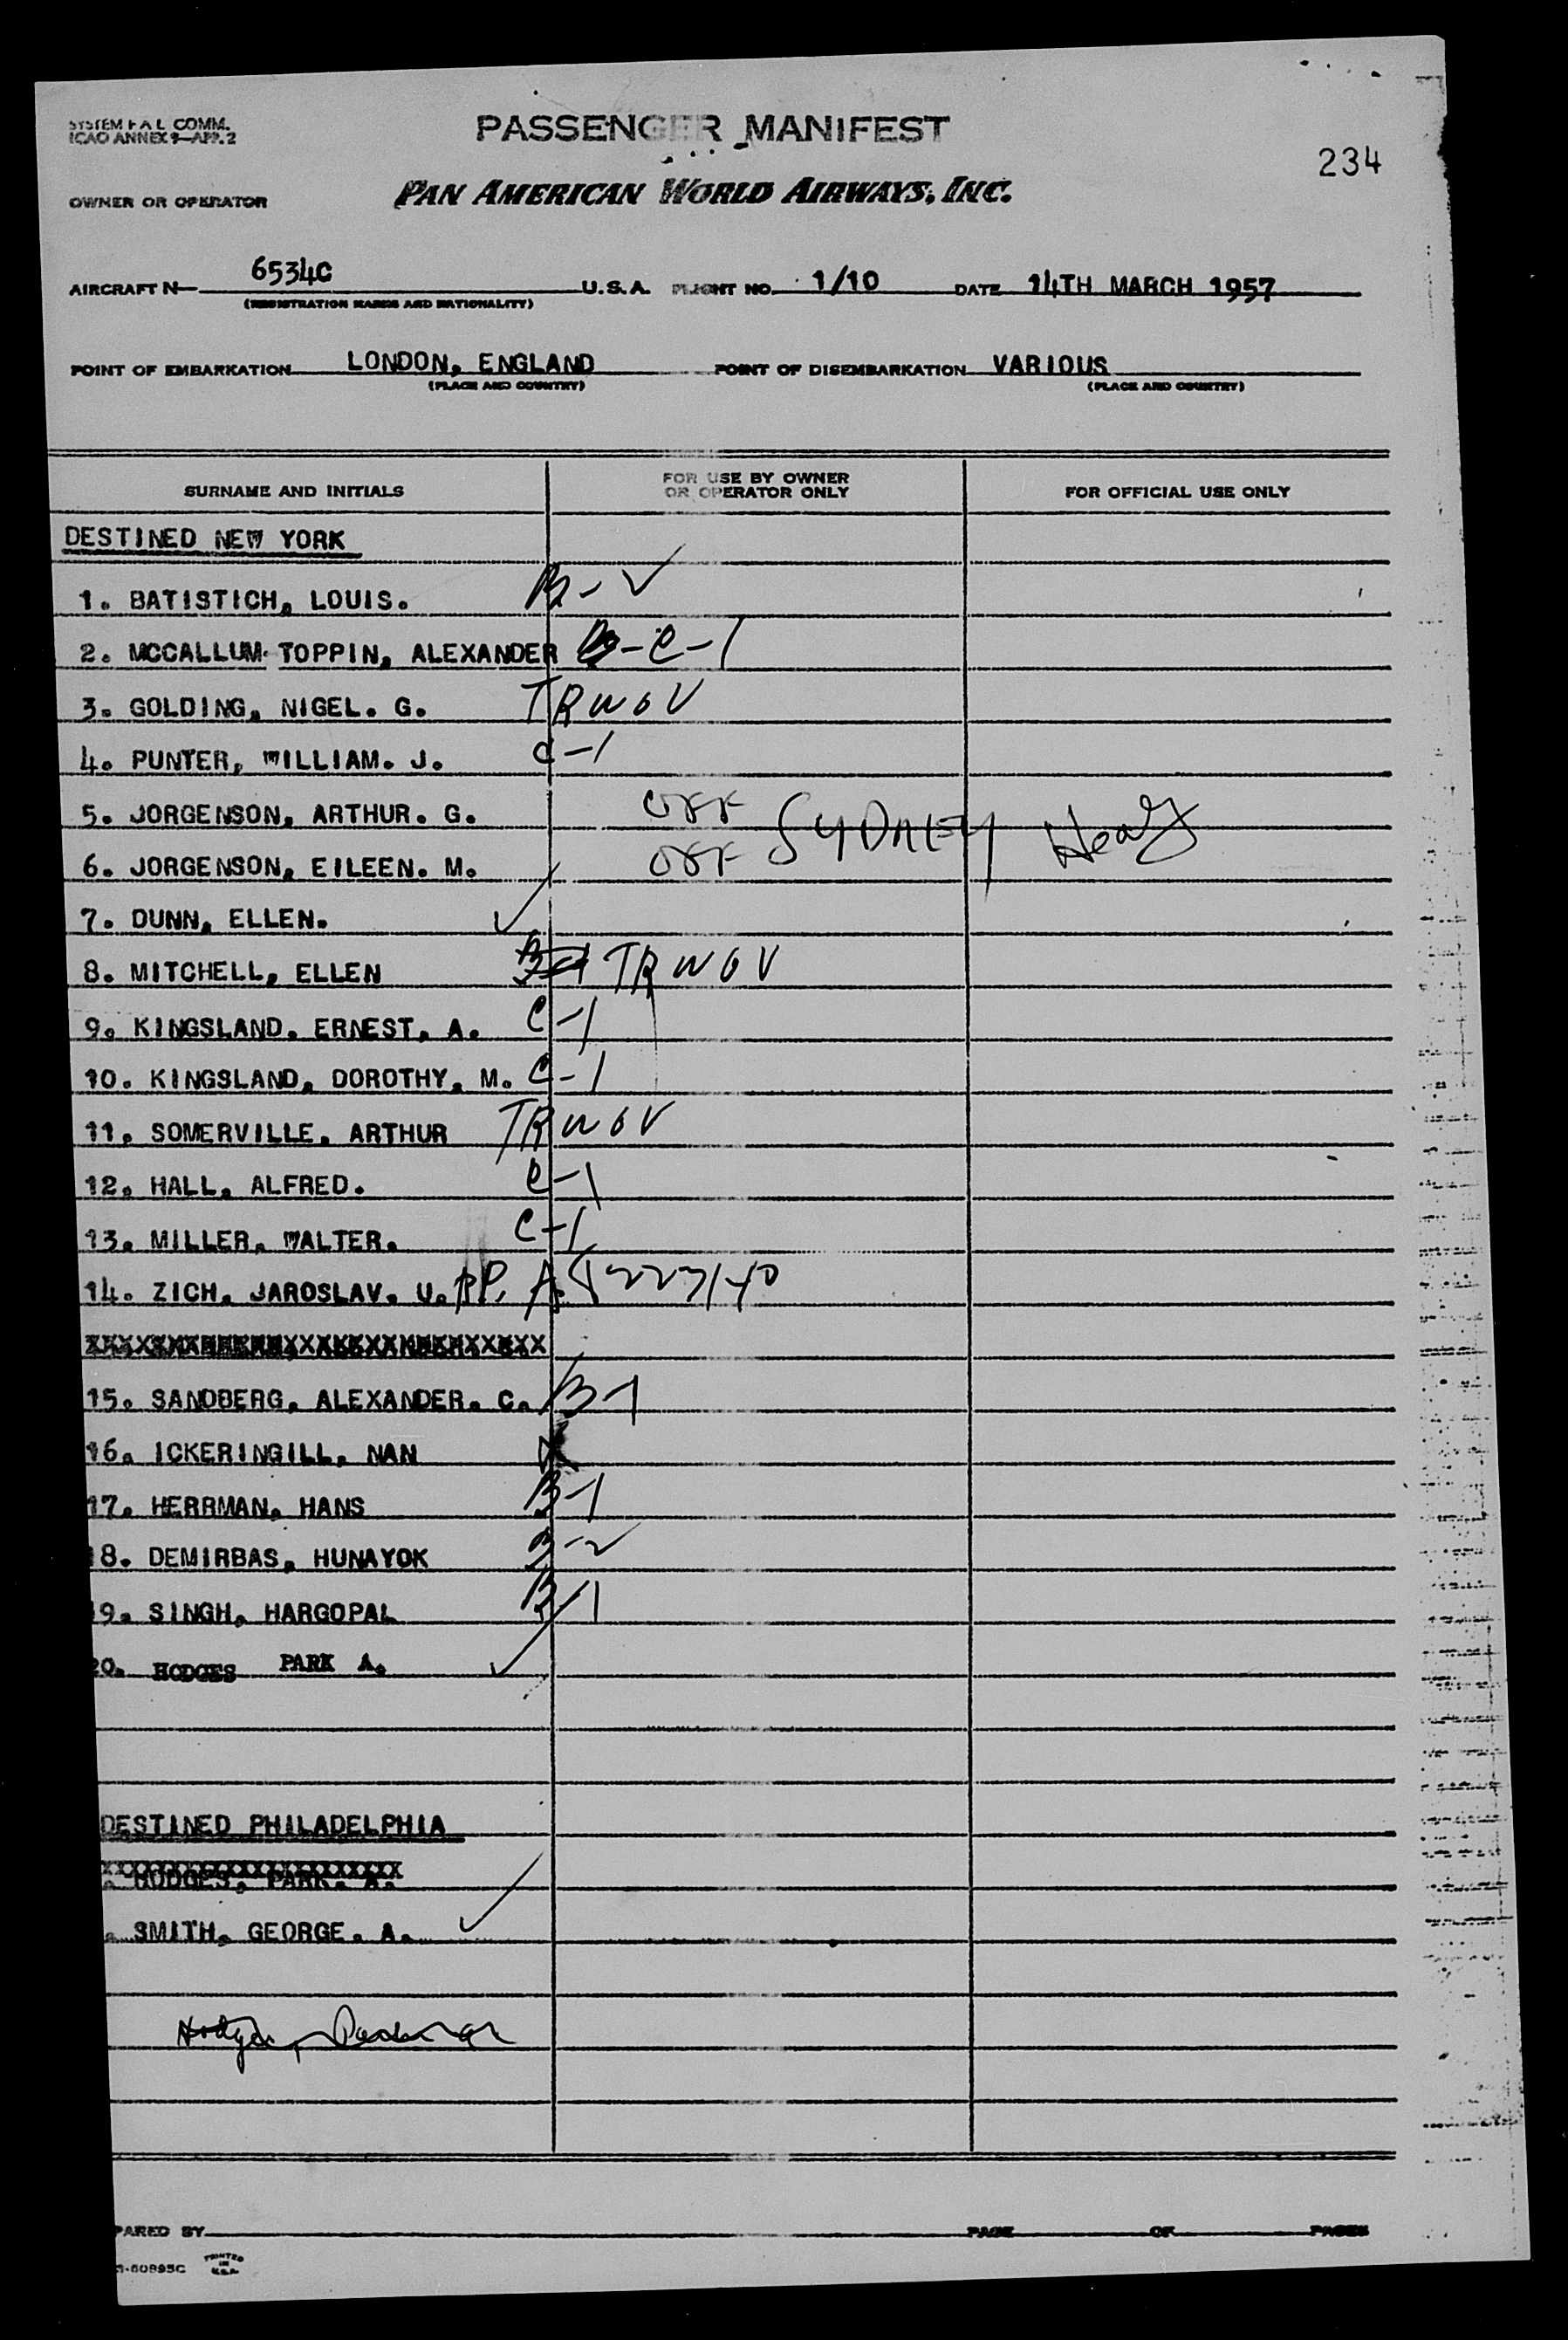 SYSTEM F A L COMM.
ICAO ANNEX 9—APP. 2
PASSENGER MANIFEST
234
OWNER OR OPERATOR PAN AMERICAN WORLD AIRWAYS, INC.
AIRCRAFT N— 6534C U.S.A. FLIGHT NO. 1/10 DATE 14TH MARCH 1957
(REGISTRATION MARKS AND NATIONALITY)
POINT OF EMBARKATION LONDON, ENGLAND POINT OF DISEMBARKATION VARIOUS
(PLACE AND COUNTRY) (PLACE AND COUNTRY)
SURNAME AND INITIALS FOR USE BY OWNER OR OPERATOR ONLY FOR OFFICIAL USE ONLY
DESTINED NEW YORK
1. BATISTICH, LOUIS. B-✓
2. MCCALLUM TOPPIN, ALEXANDER B-C-1
3. GOLDING, NIGEL. G. TRWOV
4. PUNTER, WILLIAM. J. C-1
5. JORGENSON, ARTHUR. G. OFF SYDNEY
6. JORGENSON, EILEEN. M. OFF
7. DUNN, ELLEN. ✓
8. MITCHELL, ELLEN TRWOV
9. KINGSLAND. ERNEST, A. C-1
10. KINGSLAND, DOROTHY, M. C-1
11. SOMERVILLE, ARTHUR TRWOV
12. HALL, ALFRED. C-1
13. MILLER, WALTER. C-1
14. ZICH, JAROSLAV. U. PP.
15. SANDBERG, ALEXANDER. C. B-1
16. ICKERINGILL, NAN
17. HERRMAN, HANS B-1
18. DEMIRBAS, HUNAYOK B-2
19. SINGH, HARGOPAL B/1
20. HODGES PARK A. ✓
DESTINED PHILADELPHIA
. HODGES, PARK. A.
. SMITH, GEORGE. A. ✓
PARED BY PAGE OF PAGES
60995C PRINTED IN U.S.A.